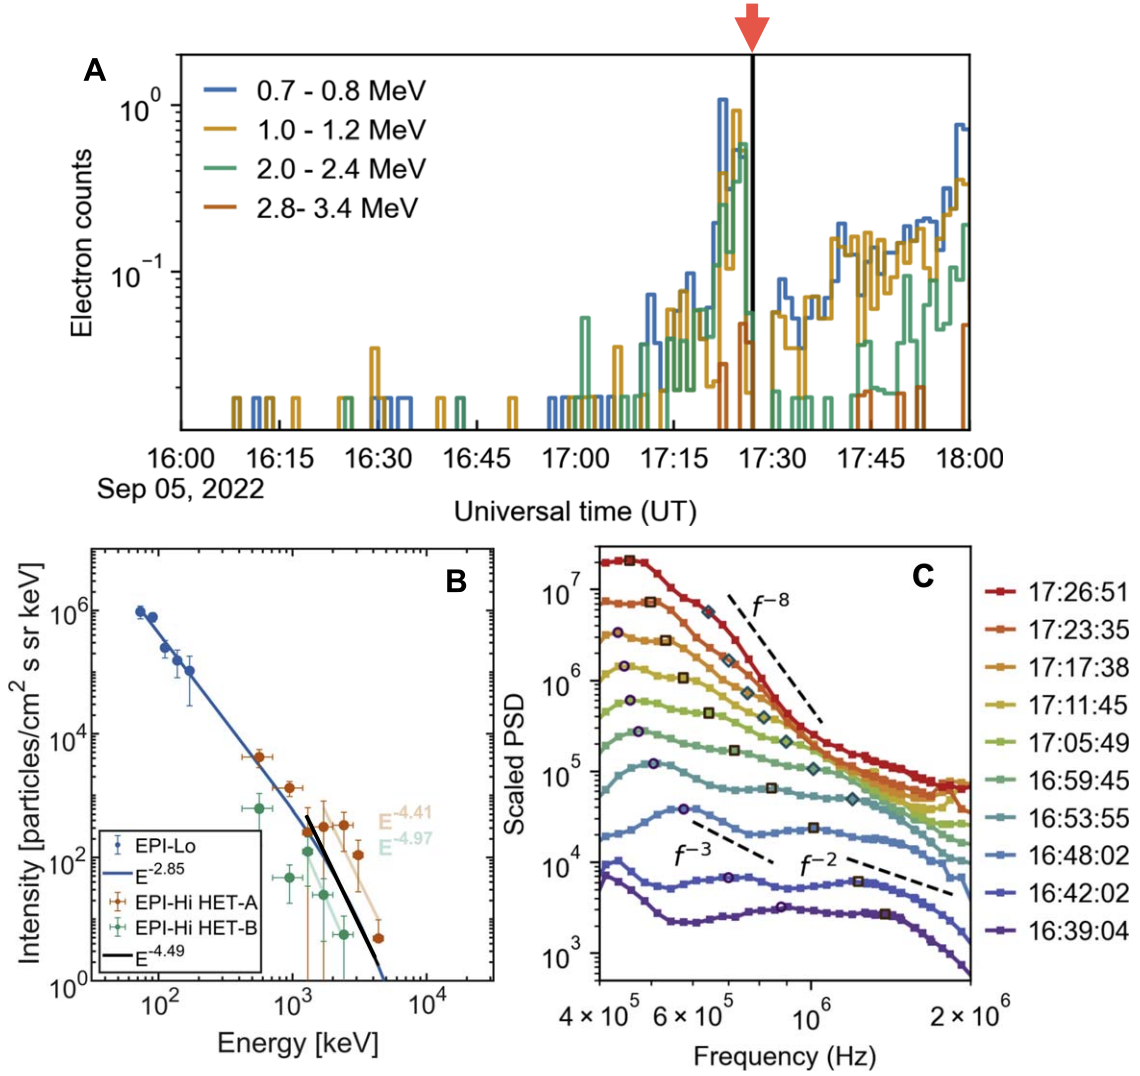 A
Electron counts
10^0
10^-1
0.7 - 0.8 MeV
1.0 - 1.2 MeV
2.0 - 2.4 MeV
2.8- 3.4 MeV
16:00 16:15 16:30 16:45 17:00 17:15 17:30 17:45 18:00
Sep 05, 2022
Universal time (UT)
B
Intensity [particles/cm^2 s sr keV]
10^6
10^4
10^2
10^0
E^-4.41
E^-4.97
EPI-Lo
E^-2.85
EPI-Hi HET-A
EPI-Hi HET-B
E^-4.49
10^2 10^3 10^4
Energy [keV]
C
Scaled PSD
10^7
10^6
10^5
10^4
10^3
f^-8
f^-3
f^-2
4 × 10^5 6 × 10^5 10^6 2 × 10^6
Frequency (Hz)
17:26:51
17:23:35
17:17:38
17:11:45
17:05:49
16:59:45
16:53:55
16:48:02
16:42:02
16:39:04